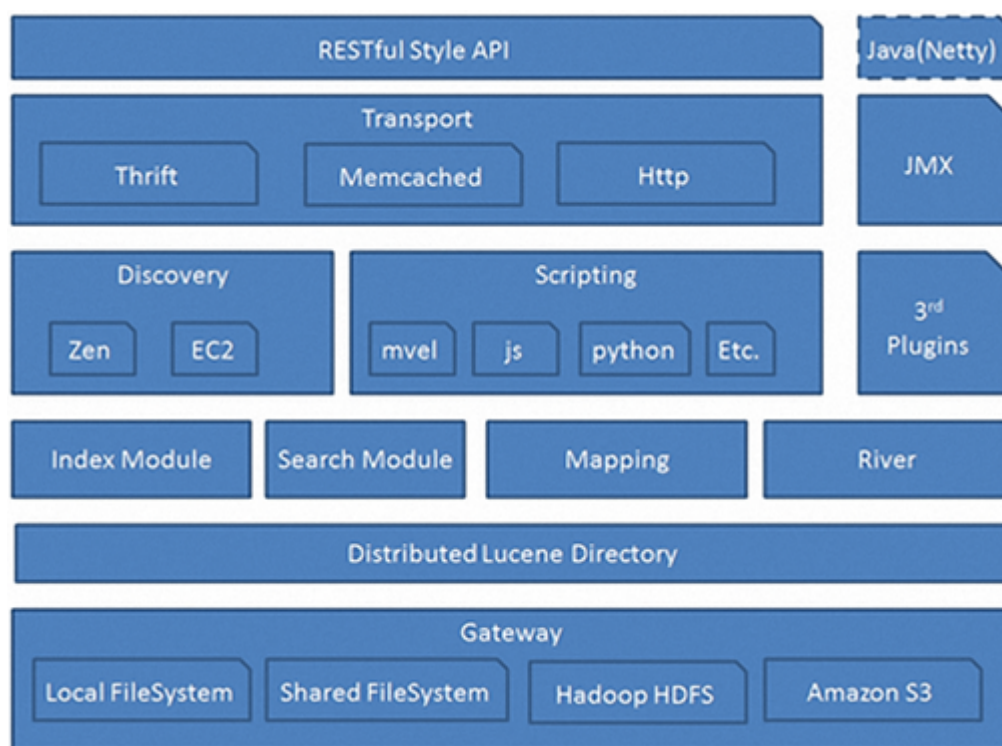 RESTful Style API
Java(Netty)
Transport
Thrift
Memcached
Http
JMX
Discovery
Zen
EC2
Scripting
mvel
js
python
Etc.
3rd
Plugins
Index Module
Search Module
Mapping
River
Distributed Lucene Directory
Gateway
Local FileSystem
Shared FileSystem
Hadoop HDFS
Amazon S3